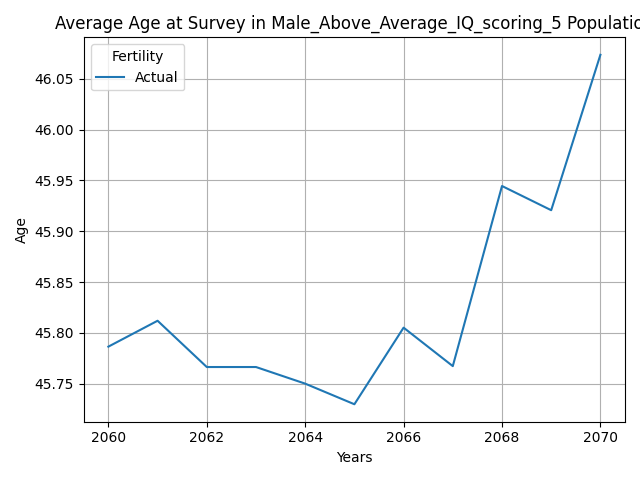 Average Age at Survey in Male_Above_Average_IQ_scoring_5 Populatio
Fertility
Actual
46.05
46.00
45.95
45.90
45.85
45.80
45.75
Age
2060 2062 2064 2066 2068 2070
Years